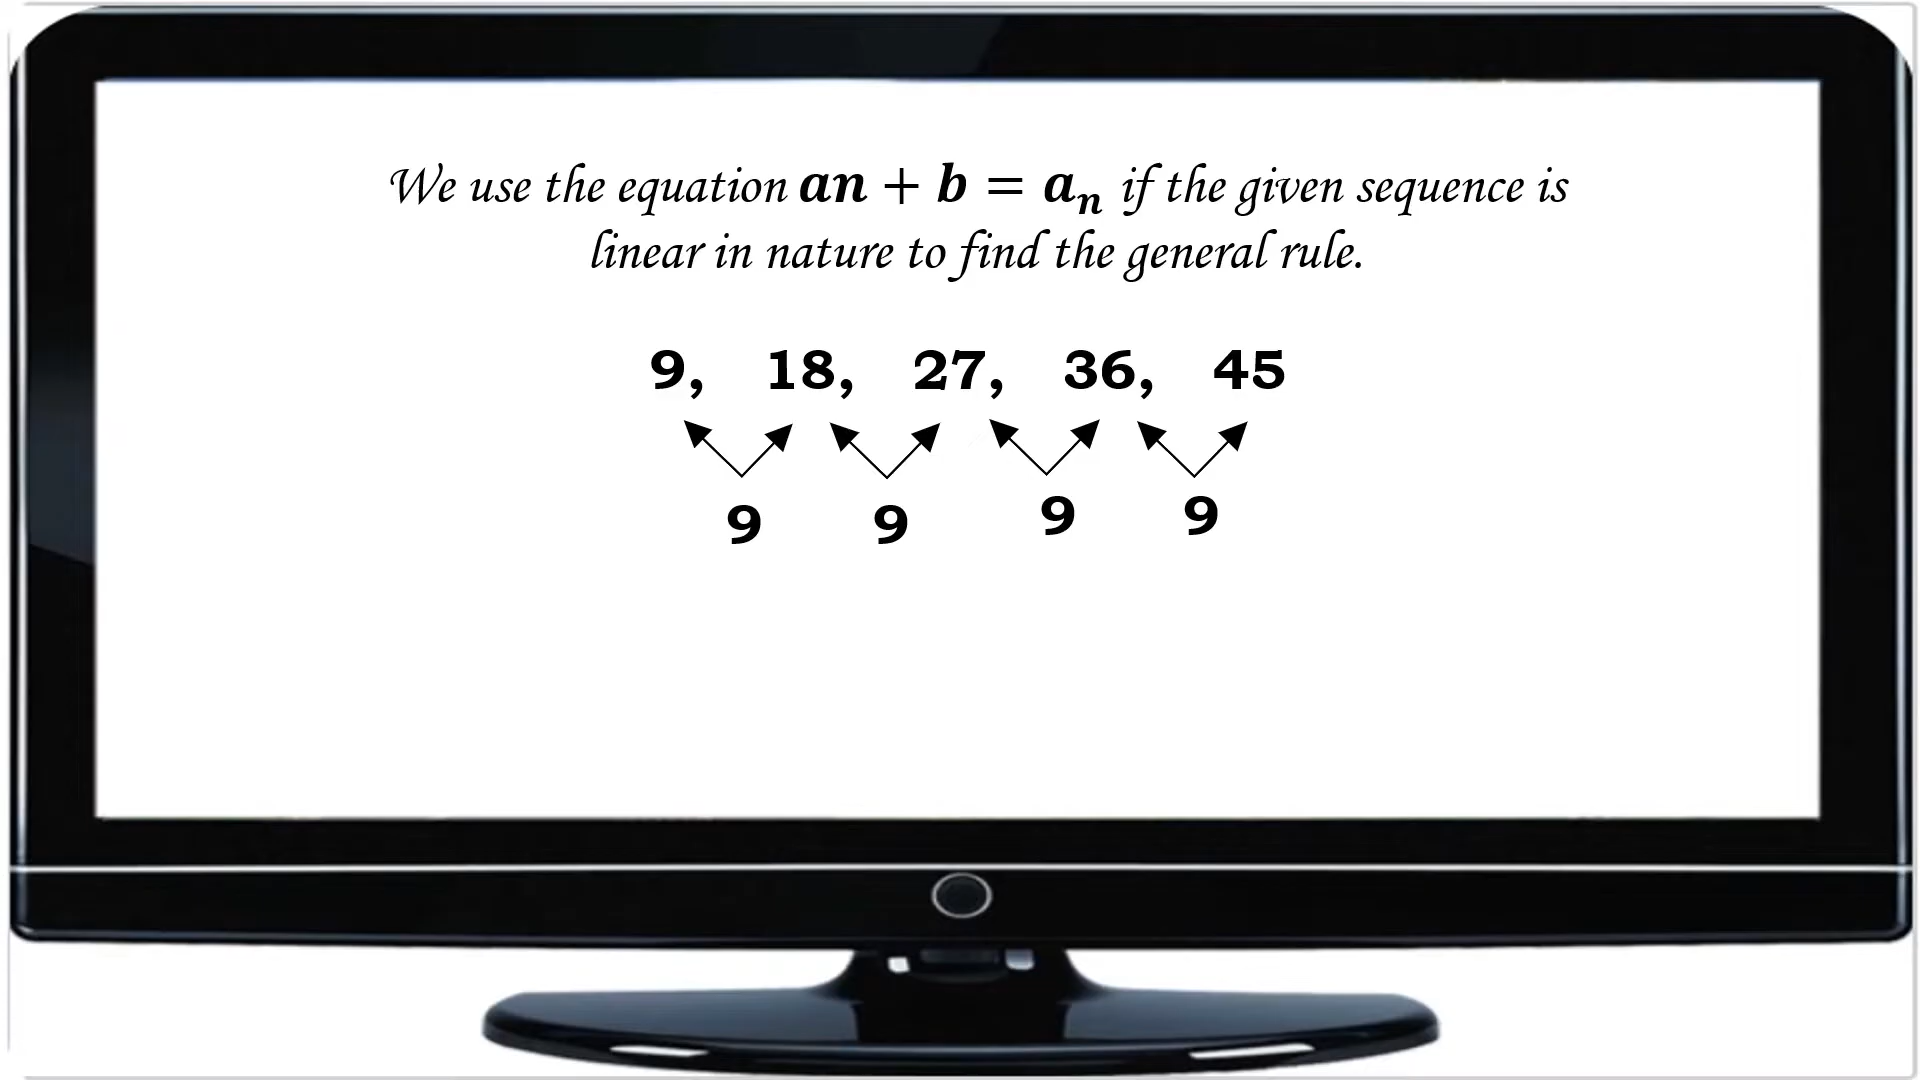 We use the equation an + b = aₙ if the given sequence is
linear in nature to find the general rule.
9, 18, 27, 36, 45
9 9 9 9